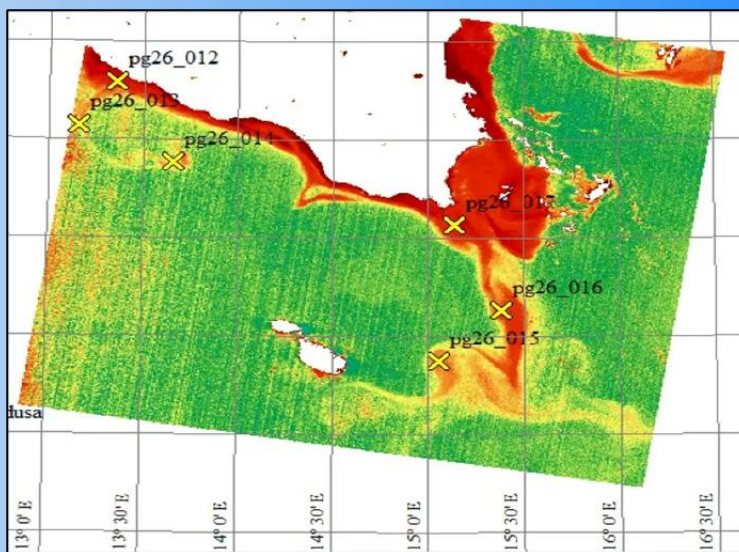 pg26_012
pg26_013
pg26_014
pg26_017
pg26_016
pg26_015
dusa
13° 0' E
13° 30' E
14° 0' E
14° 30' E
15° 0' E
15° 30' E
16° 0' E
16° 30' E